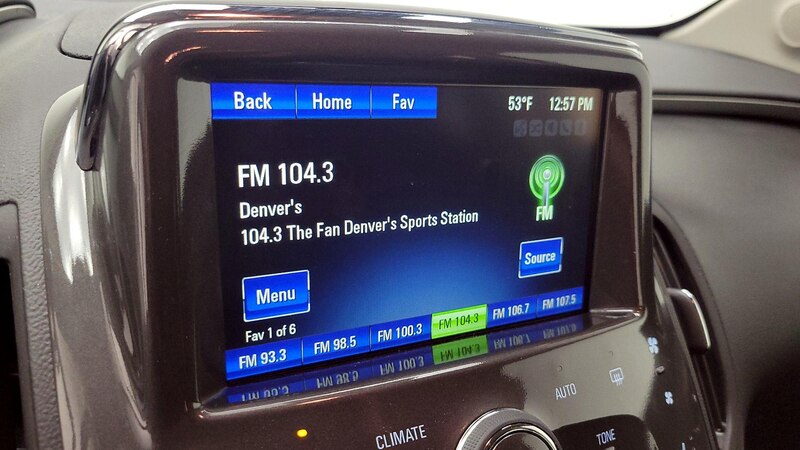 Back Home Fav 53°F 12:57 PM
FM 104.3
Denver's
104.3 The Fan Denver's Sports Station
FM
Menu Source
Fav 1 of 6
FM 93.3 FM 98.5 FM 100.3 FM 104.3 FM 106.7 FM 107.5
AUTO
CLIMATE TONE